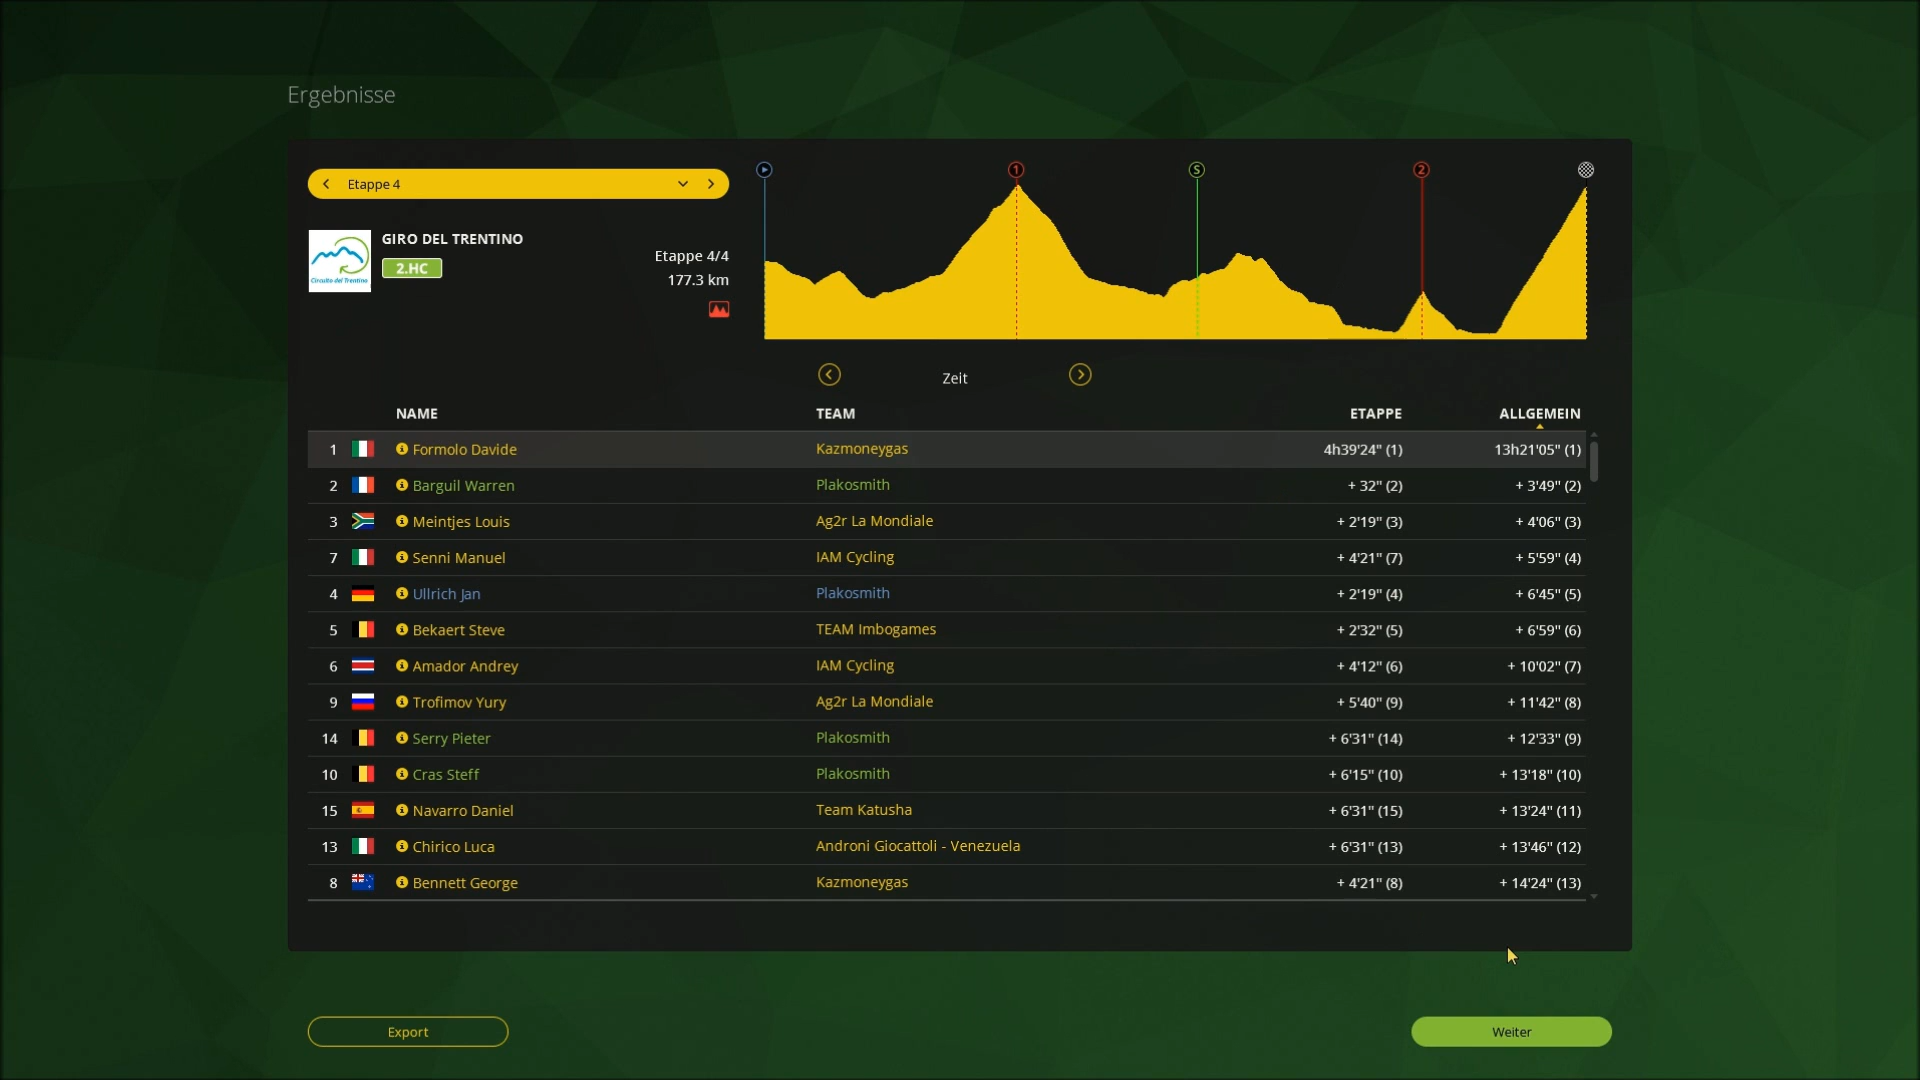 Ergebnisse
Etappe 4
GIRO DEL TRENTINO
2.HC
Circuito del Trentino
Etappe 4/4
177.3 km
1
S
2
Zeit
NAME TEAM ETAPPE ALLGEMEIN
1 Formolo Davide Kazmoneygas 4h39'24'' (1) 13h21'05'' (1)
2 Barguil Warren Plakosmith + 32'' (2) + 3'49'' (2)
3 Meintjes Louis Ag2r La Mondiale + 2'19'' (3) + 4'06'' (3)
7 Senni Manuel IAM Cycling + 4'21'' (7) + 5'59'' (4)
4 Ullrich Jan Plakosmith + 2'19'' (4) + 6'45'' (5)
5 Bekaert Steve TEAM Imbogames + 2'32'' (5) + 6'59'' (6)
6 Amador Andrey IAM Cycling + 4'12'' (6) + 10'02'' (7)
9 Trofimov Yury Ag2r La Mondiale + 5'40'' (9) + 11'42'' (8)
14 Serry Pieter Plakosmith + 6'31'' (14) + 12'33'' (9)
10 Cras Steff Plakosmith + 6'15'' (10) + 13'18'' (10)
15 Navarro Daniel Team Katusha + 6'31'' (15) + 13'24'' (11)
13 Chirico Luca Androni Giocattoli - Venezuela + 6'31'' (13) + 13'46'' (12)
8 Bennett George Kazmoneygas + 4'21'' (8) + 14'24'' (13)
Export
Weiter